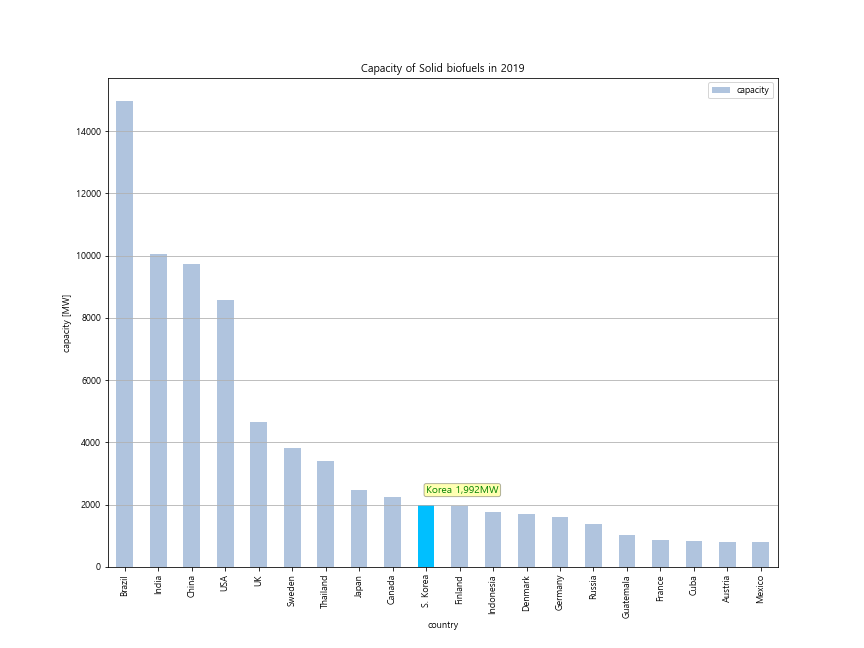 Capacity of Solid biofuels in 2019
capacity
14000
12000
10000
8000
6000
4000
2000
0
capacity [MW]
Korea 1,992MW
Brazil
India
China
USA
UK
Sweden
Thailand
Japan
Canada
S. Korea
Finland
Indonesia
Denmark
Germany
Russia
Guatemala
France
Cuba
Austria
Mexico
country